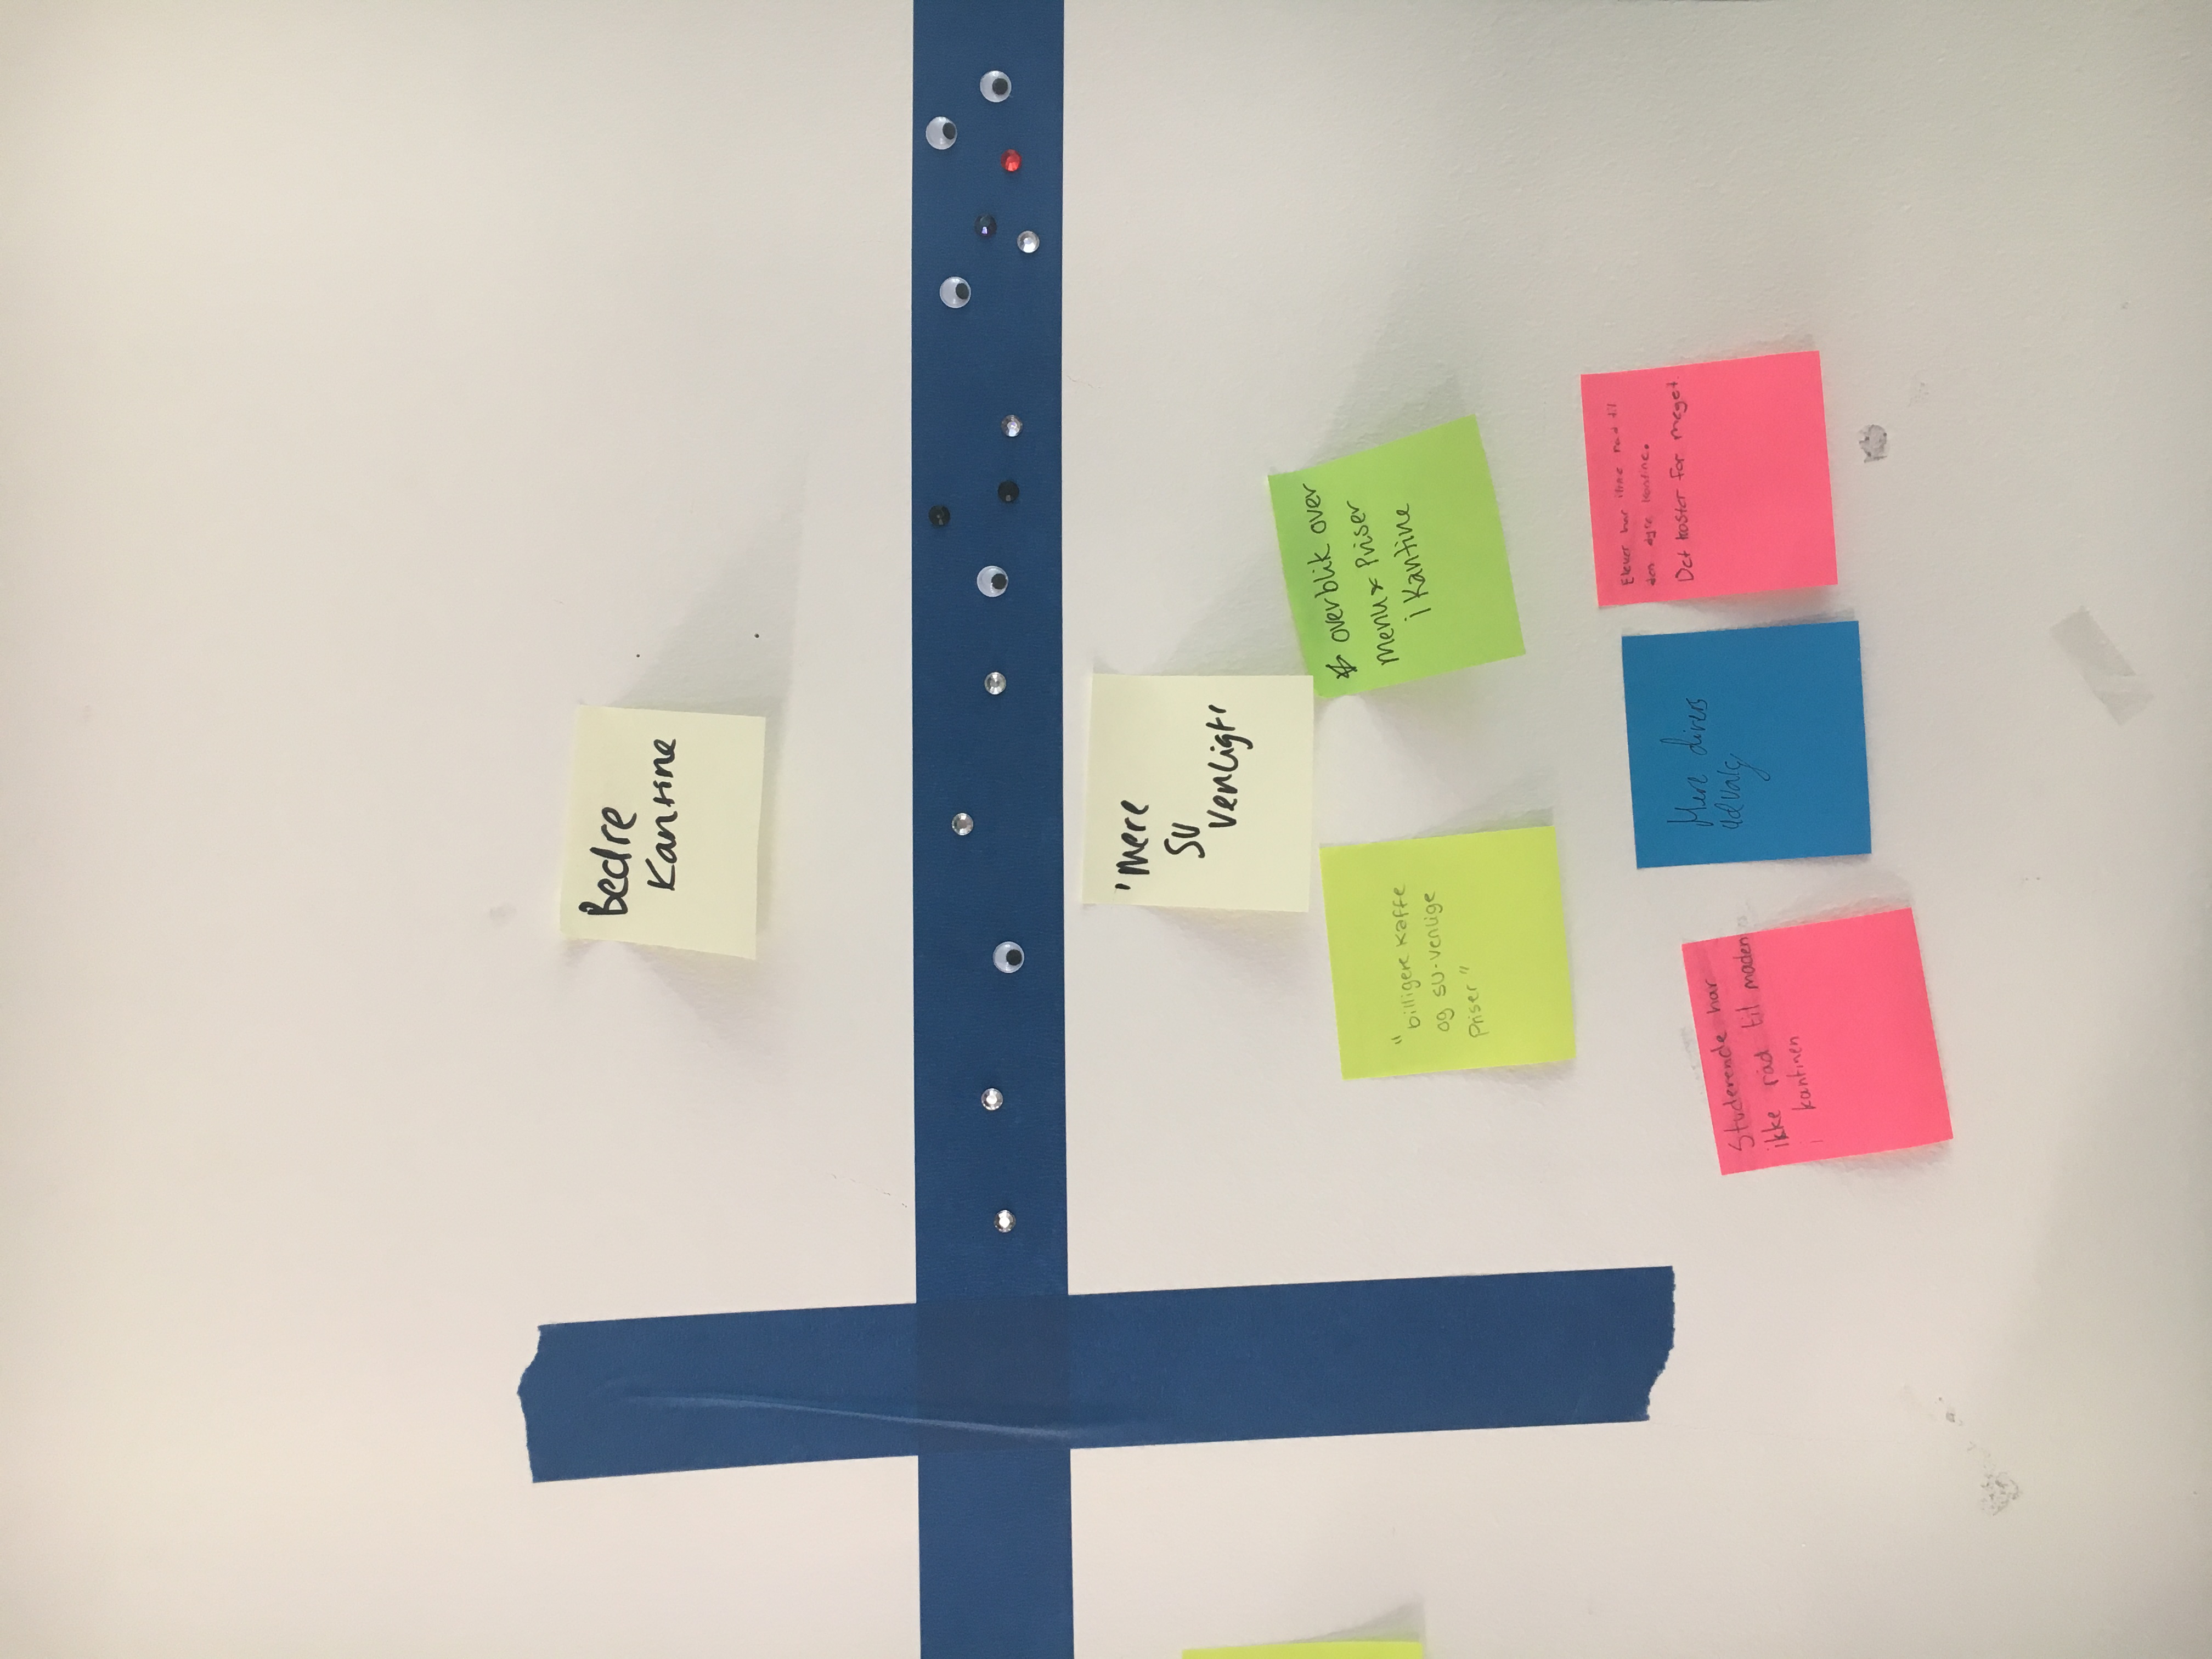 Bedre
Kantine
'Mere
SU
venligt'
"billigere kaffe
og SU-venlige
Priser"
overblik over
menu & Priser
i Kantine
Studerende har
ikke råd til maden
i kantinen
Mere divers
udvalg
Elever har ikke råd til
den dyre kantine.
Det koster for meget.